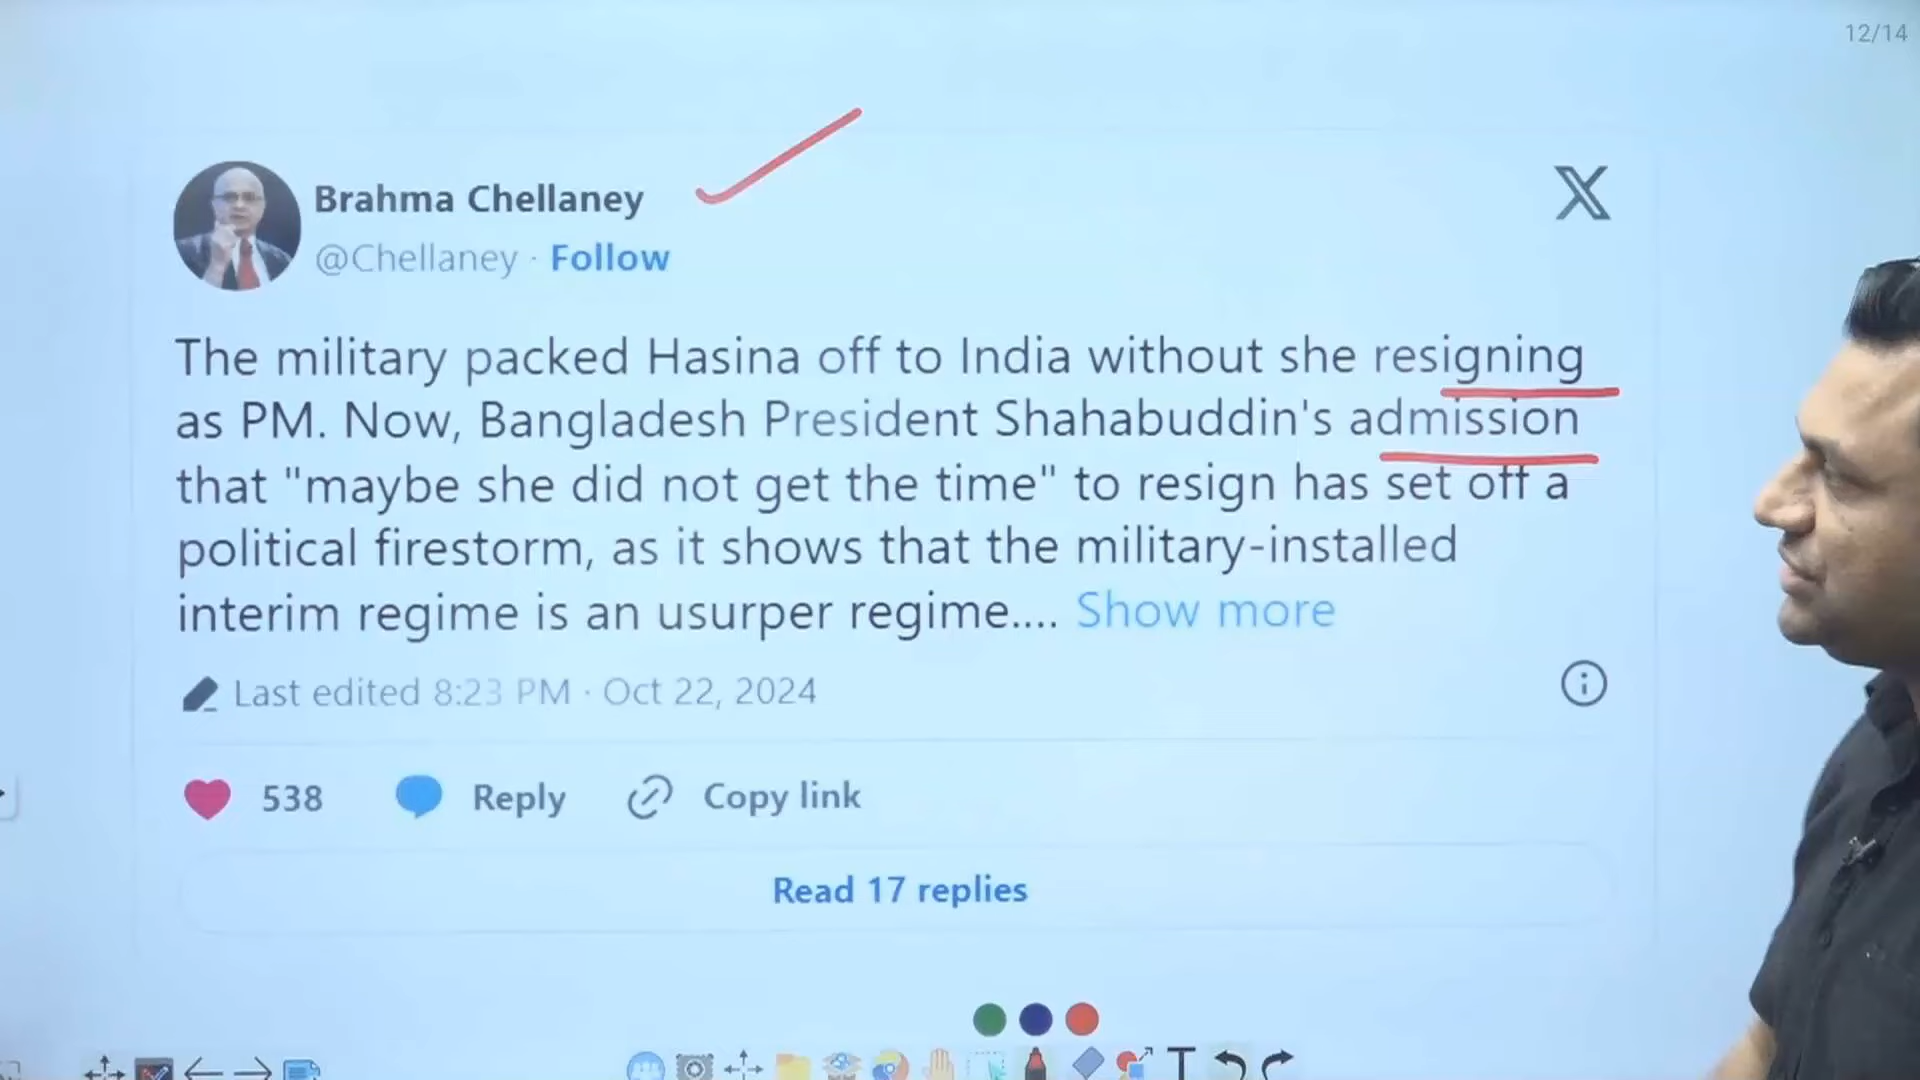 12/14
Brahma Chellaney
@Chellaney · Follow
The military packed Hasina off to India without she resigning
as PM. Now, Bangladesh President Shahabuddin's admission
that "maybe she did not get the time" to resign has set off a
political firestorm, as it shows that the military-installed
interim regime is an usurper regime.... Show more
Last edited 8:23 PM · Oct 22, 2024
538 Reply Copy link
Read 17 replies